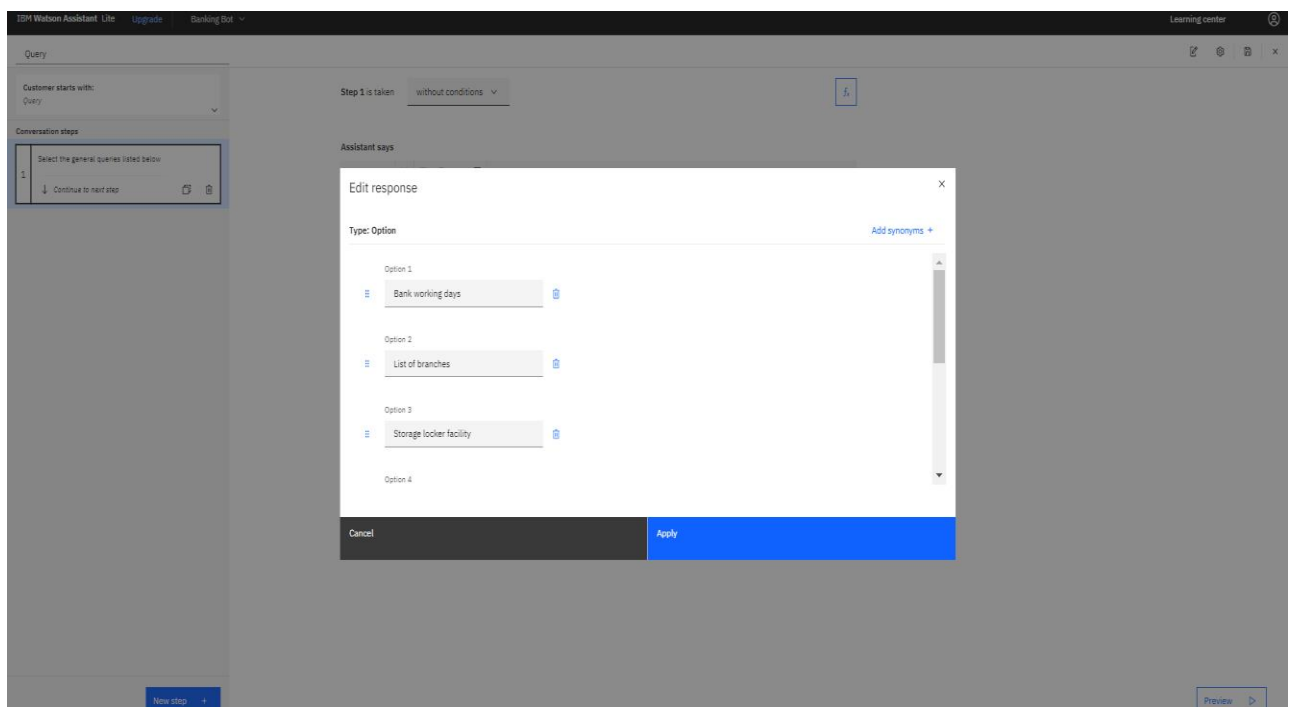 IBM Watson Assistant Lite Upgrade Banking Bot Learning center
Query
Customer starts with:
Query
Step 1 is taken without conditions
Conversation steps
Assistant says
1 Select the general queries listed below
Continue to next step
Edit response
Type: Option Add synonyms +
Option 1
Bank working days
Option 2
List of branches
Option 3
Storage locker facility
Option 4
Cancel Apply
New step + Preview